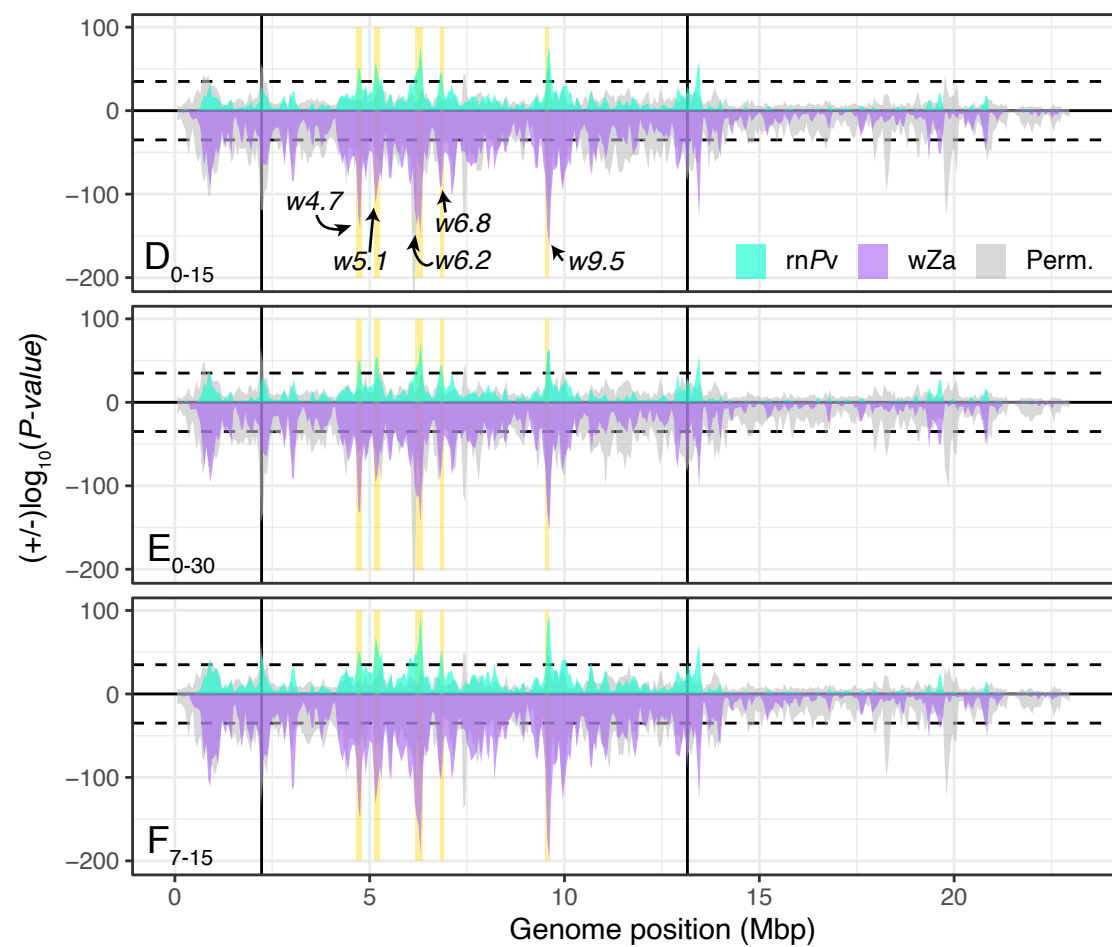 100
0
−100
−200
w4.7
w5.1
w6.2
w6.8
w9.5
D0-15
rnPv
wZa
Perm.
(+/-)log10(P-value)
100
0
−100
−200
E0-30
100
0
−100
−200
F7-15
0
5
10
15
20
Genome position (Mbp)